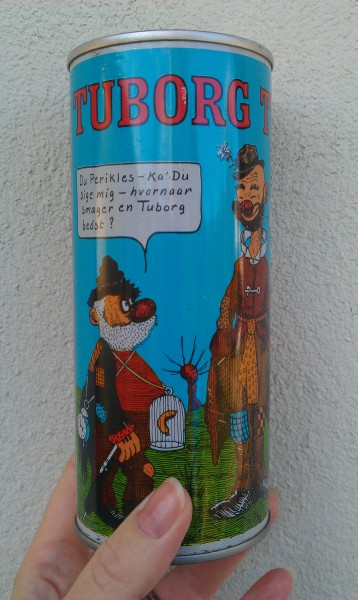 TUBORG T
Du Perikles – Ka' Du
sige mig – hvornaar
smager en Tuborg
bedst?